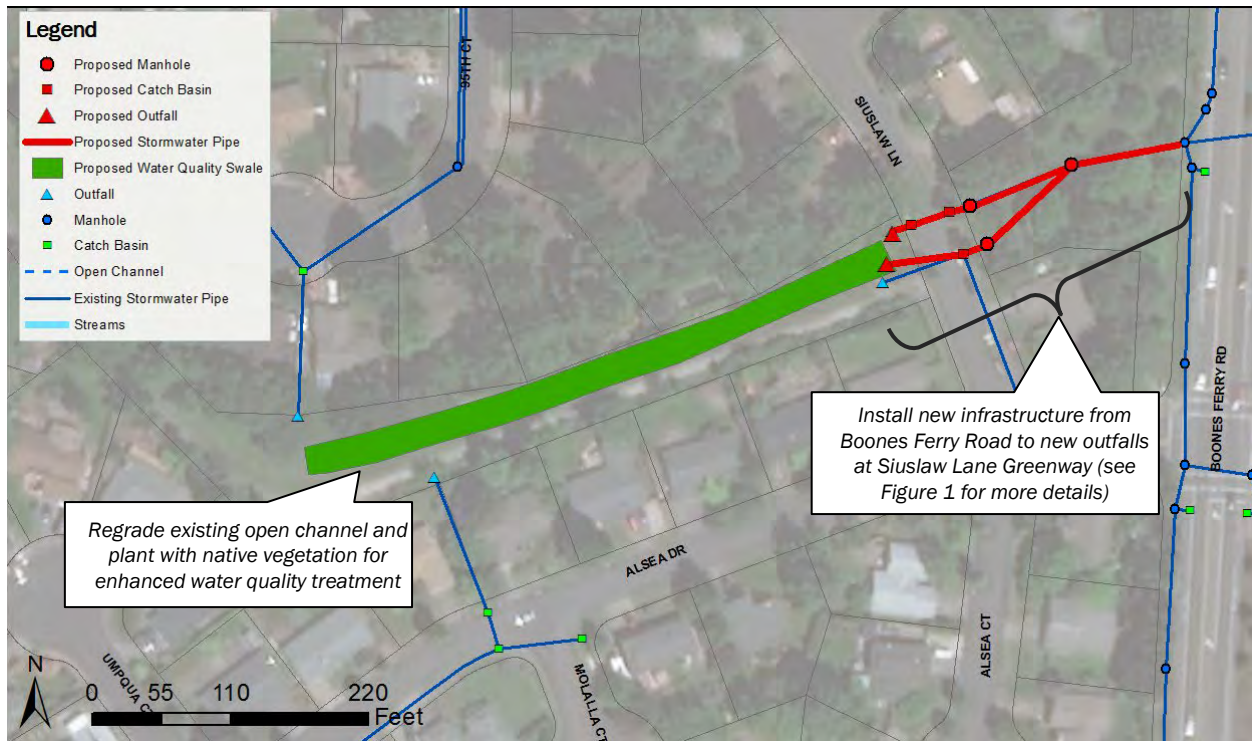 Legend
Proposed Manhole
Proposed Catch Basin
Proposed Outfall
Proposed Stormwater Pipe
Proposed Water Quality Swale
Outfall
Manhole
Catch Basin
Open Channel
Existing Stormwater Pipe
Streams
95TH CT
SIUSLAW LN
BOONES FERRY RD
Install new infrastructure from
Boones Ferry Road to new outfalls
at Siuslaw Lane Greenway (see
Figure 1 for more details)
Regrade existing open channel and
plant with native vegetation for
enhanced water quality treatment
ALSEA DR
ALSEA CT
MOLALLA CT
UMPQUA CT
N
0 55 110 220
Feet